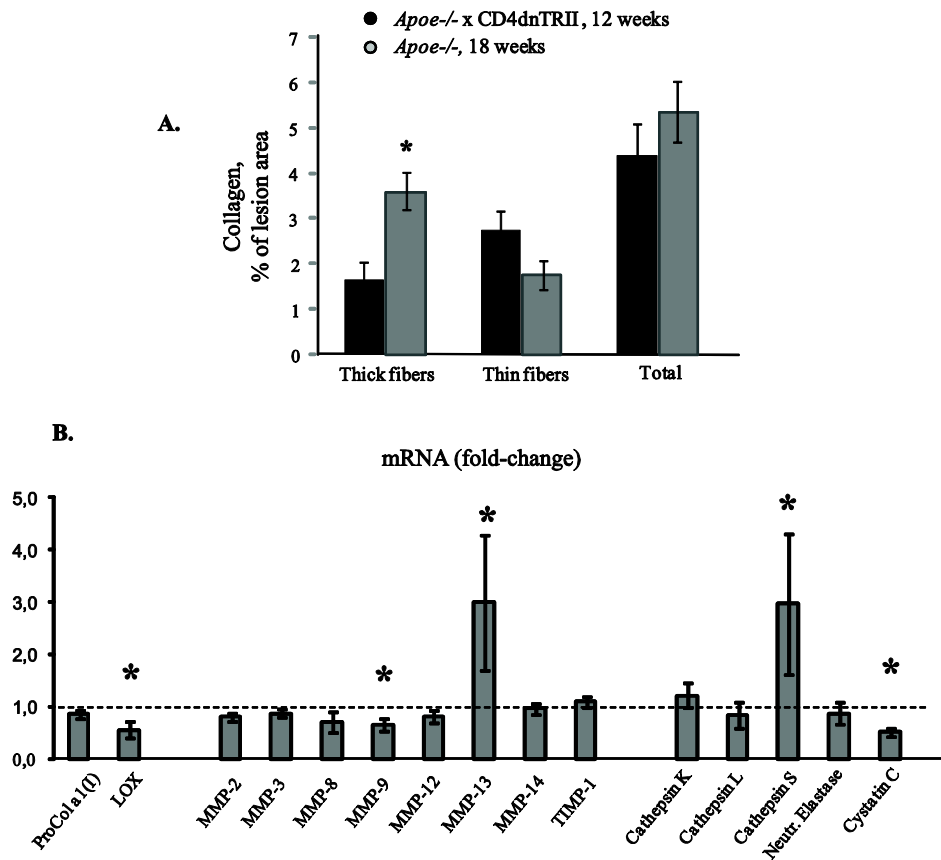 Apoe-/- x CD4dnTRII, 12 weeks
Apoe-/-, 18 weeks
A.
Collagen,
% of lesion area
7
6
5
4
3
2
1
0
*
Thick fibers
Thin fibers
Total
B.
mRNA (fold-change)
5,0
4,0
3,0
2,0
1,0
0,0
*
*
*
*
*
ProCol a1(I)
LOX
MMP-2
MMP-3
MMP-8
MMP-9
MMP-12
MMP-13
MMP-14
TIMP-1
Cathepsin K
Cathepsin L
Cathepsin S
Neutr. Elastase
Cystatin C